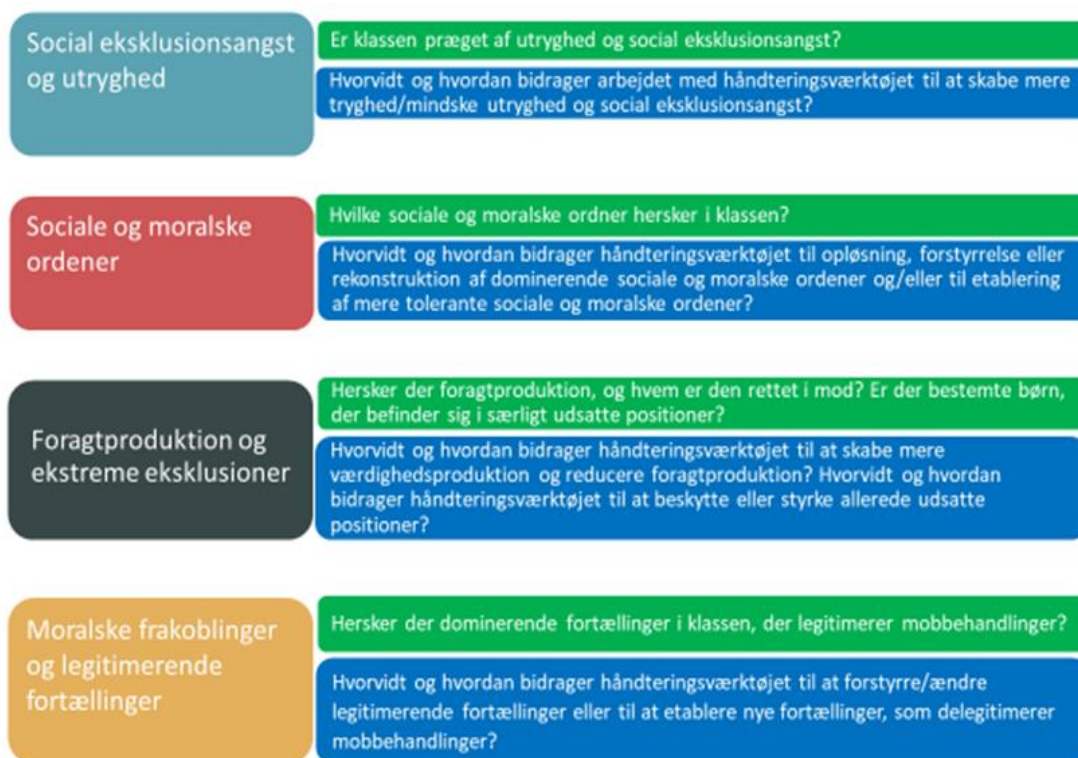 Social eksklusionsangst
og utryghed
Er klassen præget af utryghed og social eksklusionsangst?
Hvorvidt og hvordan bidrager arbejdet med håndteringsværktøjet til at skabe mere
tryghed/mindske utryghed og social eksklusionsangst?
Sociale og moralske
ordener
Hvilke sociale og moralske ordner hersker i klassen?
Hvorvidt og hvordan bidrager håndteringsværktøjet til opløsning, forstyrrelse eller
rekonstruktion af dominerende sociale og moralske ordener og/eller til etablering
af mere tolerante sociale og moralske ordener?
Foragtproduktion og
ekstreme eksklusioner
Hersker der foragtproduktion, og hvem er den rettet i mod? Er der bestemte børn,
der befinder sig i særligt udsatte positioner?
Hvorvidt og hvordan bidrager håndteringsværktøjet til at skabe mere
værdighedsproduktion og reducere foragtproduktion? Hvorvidt og hvordan
bidrager håndteringsværktøjet til at beskytte eller styrke allerede udsatte
positioner?
Moralske frakoblinger
og legitimerende
fortællinger
Hersker der dominerende fortællinger i klassen, der legitimerer mobbehandlinger?
Hvorvidt og hvordan bidrager håndteringsværktøjet til at forstyrre/ændre
legitimerende fortællinger eller til at etablere nye fortællinger, som delegitimerer
mobbehandlinger?